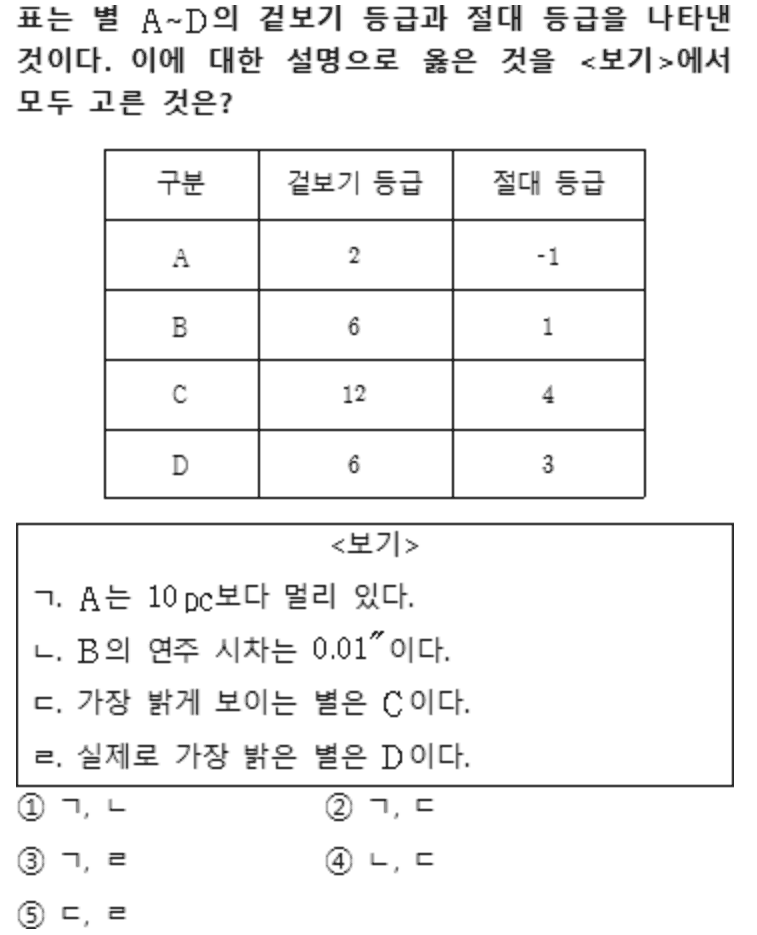 표는 별 A~D의 겉보기 등급과 절대 등급을 나타낸
것이다. 이에 대한 설명으로 옳은 것을 <보기>에서
모두 고른 것은?
구분 겉보기 등급 절대 등급
A 2 -1
B 6 1
C 12 4
D 6 3
<보기>
ㄱ. A는 10pc보다 멀리 있다.
ㄴ. B의 연주 시차는 0.01″이다.
ㄷ. 가장 밝게 보이는 별은 C이다.
ㄹ. 실제로 가장 밝은 별은 D이다.
① ㄱ, ㄴ ② ㄱ, ㄷ
③ ㄱ, ㄹ ④ ㄴ, ㄷ
⑤ ㄷ, ㄹ